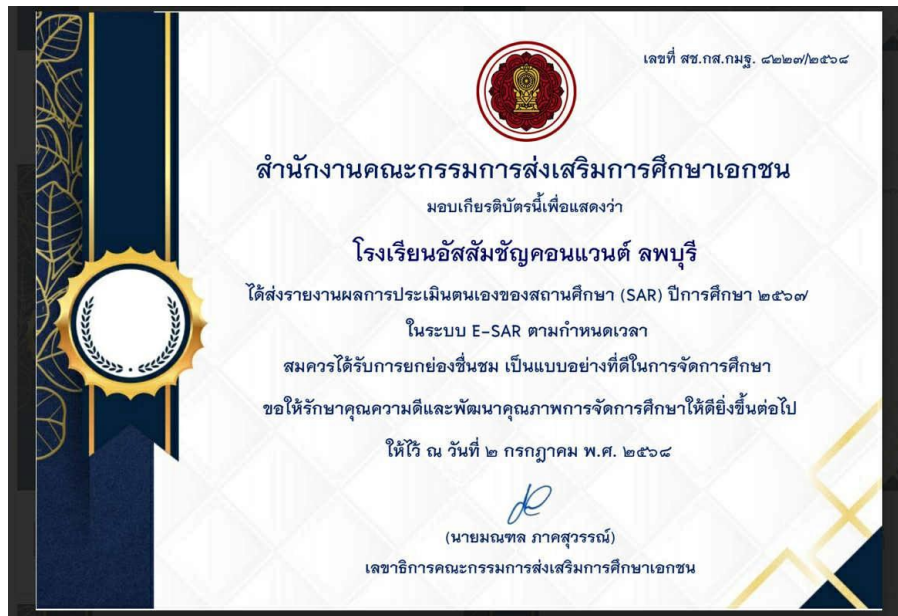 เลขที่ สช.กส.กมฐ. ๘๒๒๗/๒๕๖๘
สำนักงานคณะกรรมการส่งเสริมการศึกษาเอกชน
มอบเกียรติบัตรนี้เพื่อแสดงว่า
โรงเรียนอัสสัมชัญคอนแวนต์ ลพบุรี
ได้ส่งรายงานผลการประเมินตนเองของสถานศึกษา (SAR) ปีการศึกษา ๒๕๖๗
ในระบบ E-SAR ตามกำหนดเวลา
สมควรได้รับการยกย่องชื่นชม เป็นแบบอย่างที่ดีในการจัดการศึกษา
ขอให้รักษาคุณความดีและพัฒนาคุณภาพการจัดการศึกษาให้ดียิ่งขึ้นต่อไป
ให้ไว้ ณ วันที่ ๒ กรกฎาคม พ.ศ. ๒๕๖๘
(นายมณฑล ภาคสุวรรณ์)
เลขาธิการคณะกรรมการส่งเสริมการศึกษาเอกชน